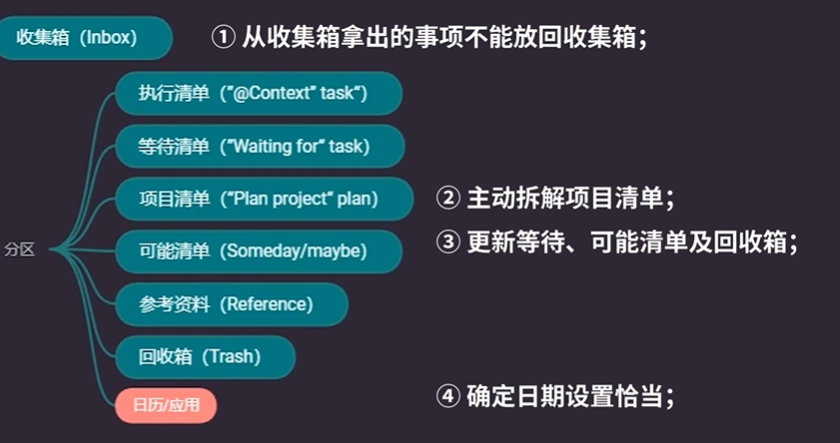 收集箱（Inbox）
① 从收集箱拿出的事项不能放回收集箱；
执行清单（"@Context" task"）
等待清单（"Waiting for" task）
项目清单（"Plan project" plan）
② 主动拆解项目清单；
③ 更新等待、可能清单及回收箱；
分区
可能清单（Someday/maybe）
参考资料（Reference）
回收箱（Trash）
日历/应用
④ 确定日期设置恰当；